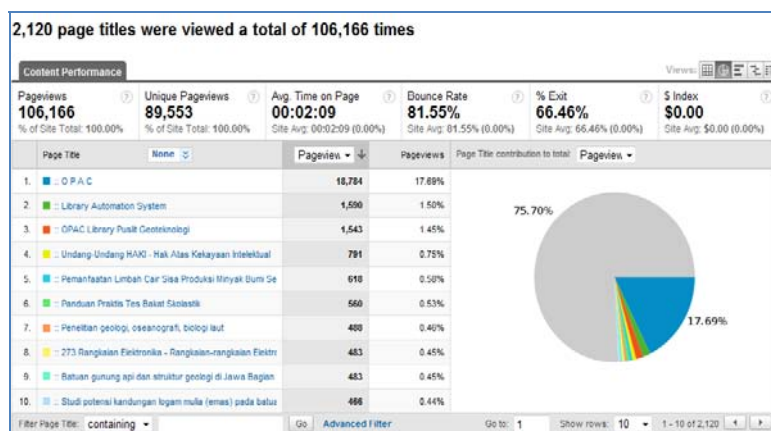 2,120 page titles were viewed a total of 106,166 times
Content Performance
Views:
Pageviews
106,166
% of Site Total: 100.00%
Unique Pageviews
89,553
% of Site Total: 100.00%
Avg. Time on Page
00:02:09
Site Avg: 00:02:09 (0.00%)
Bounce Rate
81.55%
Site Avg: 81.55% (0.00%)
% Exit
66.46%
Site Avg: 66.46% (0.00%)
$ Index
$0.00
Site Avg: $0.00 (0.00%)
Page Title None Pageviews Pageviews Page Title contribution to total: Pageviews
1. :: O P A C 18,784 17.69%
2. :: Library Automation System 1,590 1.50%
3. :: OPAC Library Puslit Geoteknologi 1,543 1.45%
4. :: Undang-Undang HAKI - Hak Atas Kekayaan Intelektual 791 0.75%
5. :: Pemanfaatan Limbah Cair Sisa Produksi Minyak Bumi Se 618 0.58%
6. :: Panduan Praktis Tes Bakat Skolastik 560 0.53%
7. :: Penelitian geologi, oseanografi, biologi laut 488 0.46%
8. :: 273 Rangkaian Elektronika - Rangkaian-rangkaian Elektr 483 0.45%
9. :: Batuan gunung api dan struktur geologi di Jawa Bagian 483 0.45%
10. :: Studi potensi kandungan logam mulia (emas) pada batua 466 0.44%
75.70%
17.69%
Filter Page Title: containing Go Advanced Filter Go to: 1 Show rows: 10 1 - 10 of 2,120